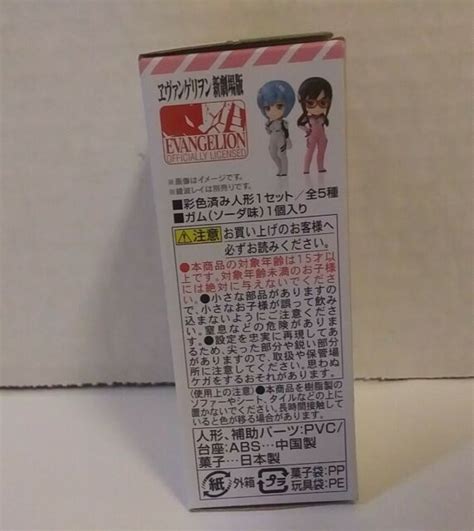 ヱヴァンゲリヲン新劇場版
EVANGELION
OFFICIALLY LICENSED
※画像はイメージです。
※綾波レイは別売りです。
■彩色済み人形1セット/全5種
■ガム(ソーダ味)1個入り
⚠注意 お買い上げのお客様へ
必ずお読みください。
●本商品の対象年齢は15才以
上です。対象年齢未満のお子様
には絶対に与えないでください。
●小さな部品がありますの
で、小さなお子様が誤って飲み
込まないようにご注意ください。
窒息などの危険があります。
●設定を忠実に再現してあ
るため、尖った部分や鋭い部分
がありますので、取扱や保管場
所に注意してください。思わぬ
ケガをするおそれがあります。
(使用上の注意)●本商品を樹脂製の
ソファーやシート、タイルなどの上に
置かないでください。長時間接触して
いると色が移る場合があります。
人形、補助パーツ:PVC/
台座:ABS…中国製
菓子…日本製
紙 外箱 プラ 菓子袋:PP
玩具袋:PE